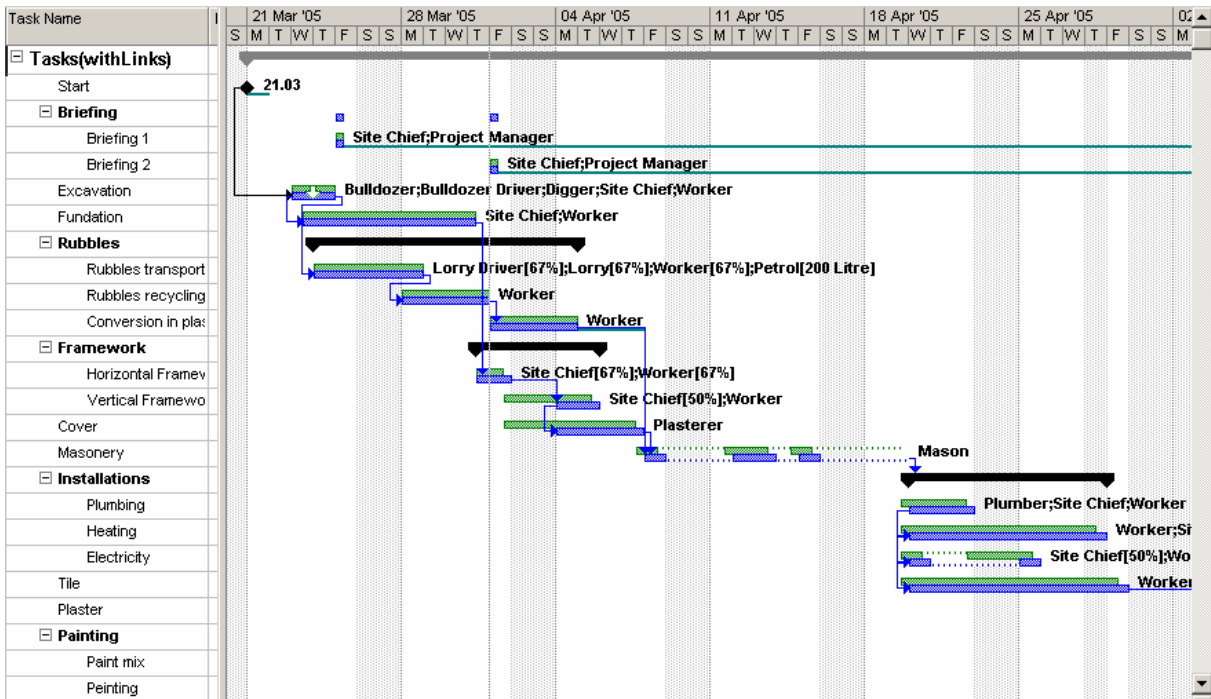 Task Name 21 Mar '05 28 Mar '05 04 Apr '05 11 Apr '05 18 Apr '05 25 Apr '05 02
S M T W T F S S M T W T F S S M T W T F S S M T W T F S S M T W T F S S M T W T F S S M
Tasks(withLinks)
Start 21.03
Briefing
Briefing 1 Site Chief;Project Manager
Briefing 2 Site Chief;Project Manager
Excavation Bulldozer;Bulldozer Driver;Digger;Site Chief;Worker
Fundation Site Chief;Worker
Rubbles
Rubbles transport Lorry Driver[67%];Lorry[67%];Worker[67%];Petrol[200 Litre]
Rubbles recycling Worker
Conversion in plas Worker
Framework
Horizontal Framew Site Chief[67%];Worker[67%]
Vertical Framewo Site Chief[50%];Worker
Cover Plasterer
Masonery Mason
Installations
Plumbing Plumber;Site Chief;Worker
Heating Worker;Si
Electricity Site Chief[50%];Wo
Tile Worker
Plaster
Painting
Paint mix
Peinting